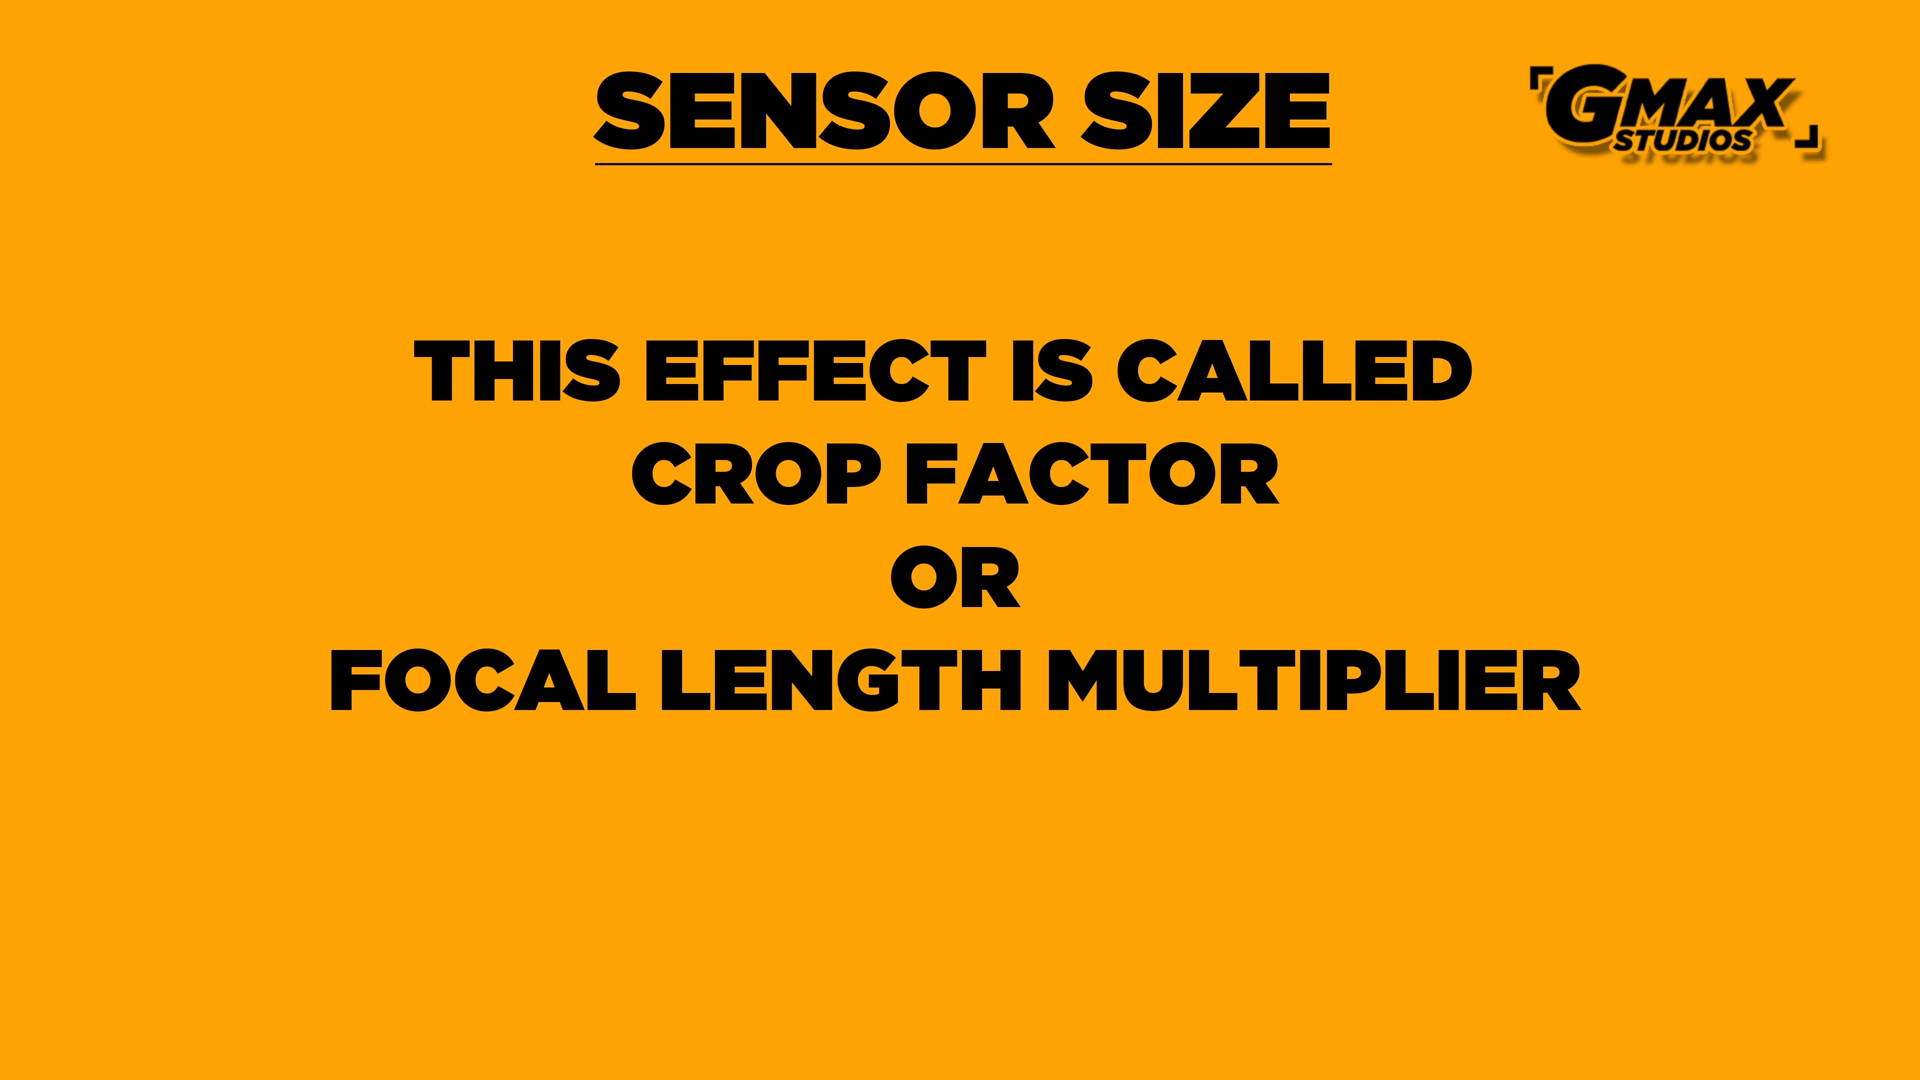 SENSOR SIZE
GMAX
STUDIOS
THIS EFFECT IS CALLED
CROP FACTOR
OR
FOCAL LENGTH MULTIPLIER